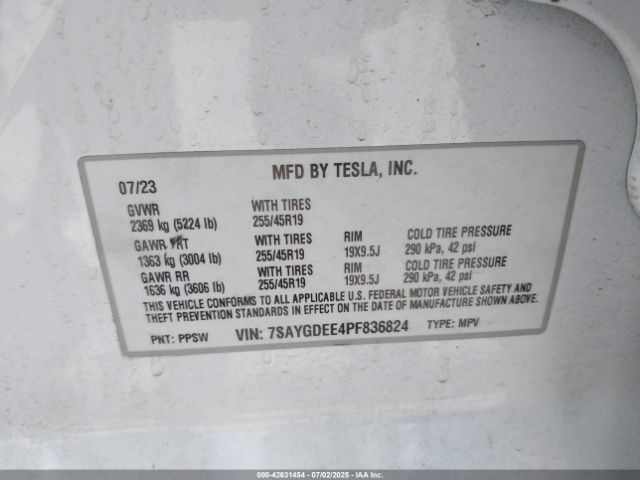 MFD BY TESLA, INC.
07/23
GVWR WITH TIRES
2369 kg (5224 lb) 255/45R19
GAWR FRT WITH TIRES RIM COLD TIRE PRESSURE
1363 kg (3004 lb) 255/45R19 19X9.5J 290 kPa, 42 psi
GAWR RR WITH TIRES RIM COLD TIRE PRESSURE
1636 kg (3606 lb) 255/45R19 19X9.5J 290 kPa, 42 psi
THIS VEHICLE CONFORMS TO ALL APPLICABLE U.S. FEDERAL MOTOR VEHICLE SAFETY AND
THEFT PREVENTION STANDARDS IN EFFECT ON THE DATE OF MANUFACTURE SHOWN ABOVE.
PNT: PPSW VIN: 7SAYGDEE4PF836824 TYPE: MPV
000-42631454 | 07/02/2025 | IAAI, Inc.